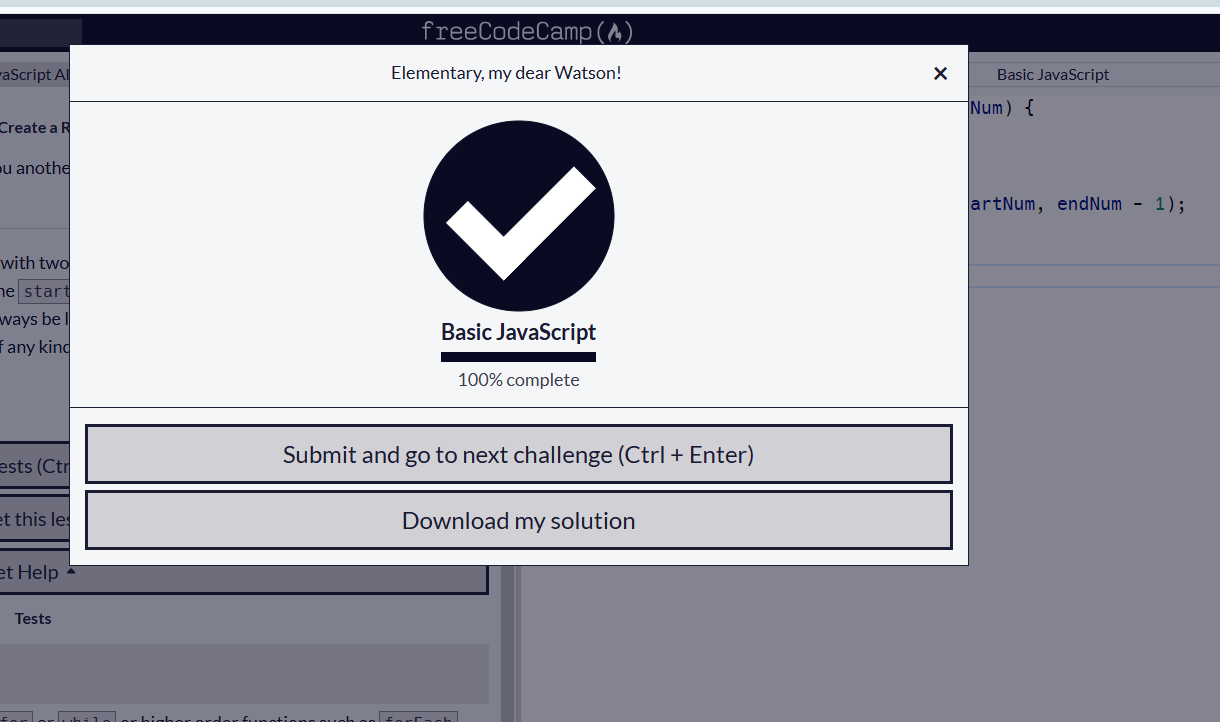 freeCodeCamp(🔥)
Elementary, my dear Watson! ×
vaScript Al
Basic JavaScript
Create a R
Num) {
ou anothe
artNum, endNum - 1);
with two
he start
ways be l
f any kind
Basic JavaScript
100% complete
Submit and go to next challenge (Ctrl + Enter)
Download my solution
ests (Ctr
et this les
et Help
Tests
for or while or higher order functions such as forEach